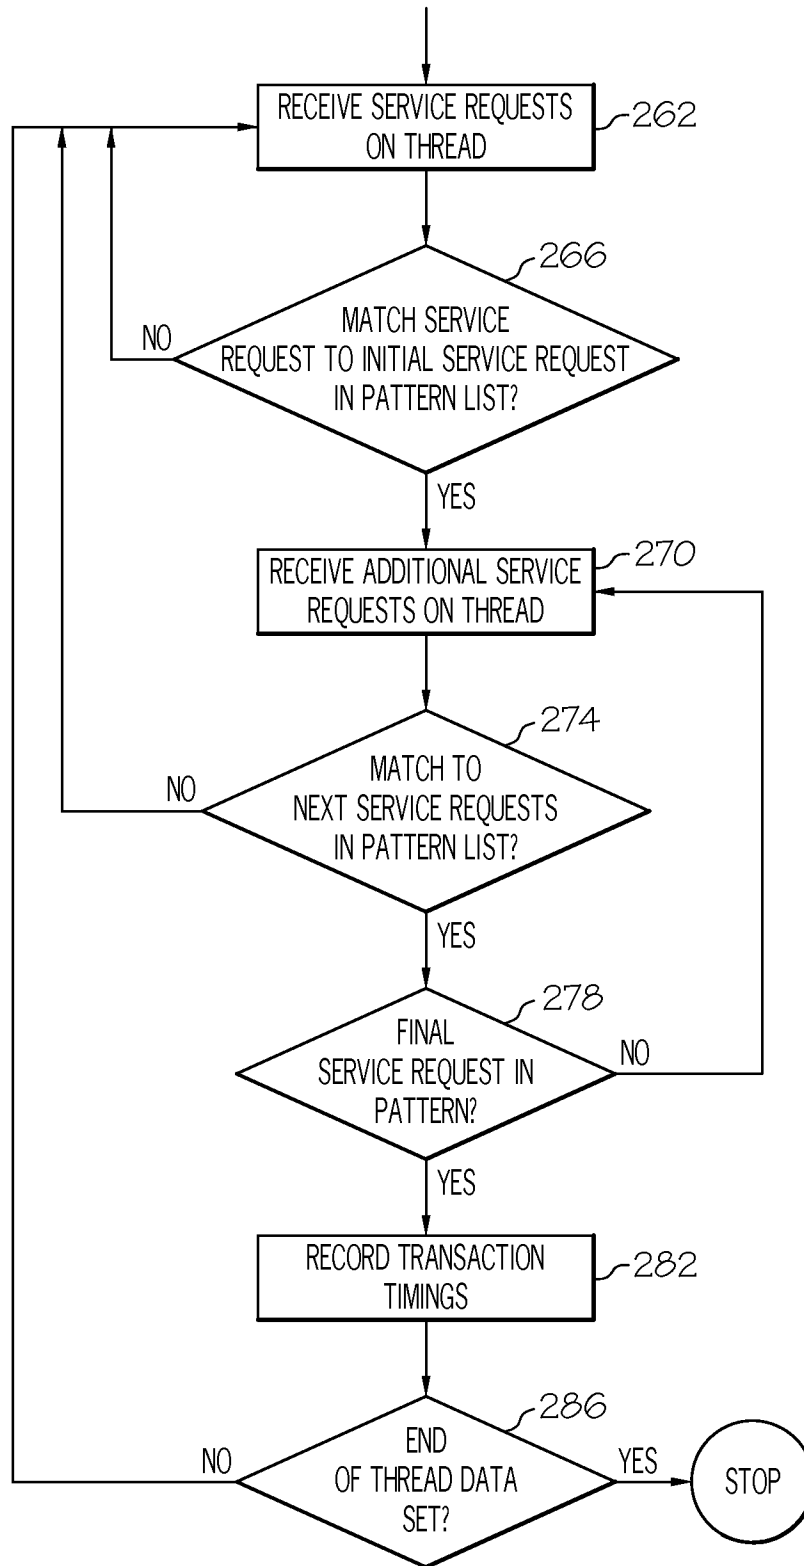 RECEIVE SERVICE REQUESTS
ON THREAD
262
266
MATCH SERVICE
REQUEST TO INITIAL SERVICE REQUEST
IN PATTERN LIST?
NO
YES
RECEIVE ADDITIONAL SERVICE
REQUESTS ON THREAD
270
274
MATCH TO
NEXT SERVICE REQUESTS
IN PATTERN LIST?
NO
YES
278
FINAL
SERVICE REQUEST IN
PATTERN?
NO
YES
RECORD TRANSACTION
TIMINGS
282
286
END
OF THREAD DATA
SET?
NO
YES
STOP